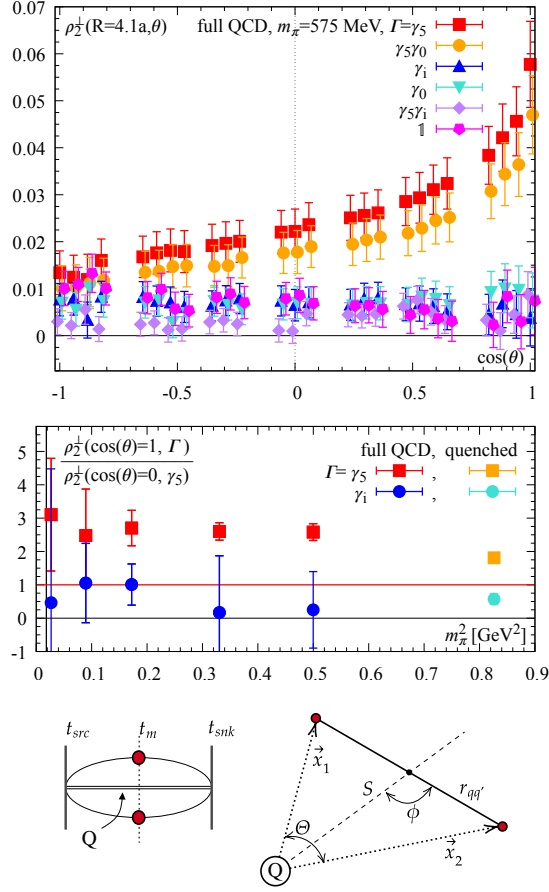 ρ₂^⊥(R=4.1a,θ) full QCD, m_π=575 MeV, Γ=γ₅
γ₅γ₀
γᵢ
γ₀
γ₅γᵢ
𝟙
0.07
0.06
0.05
0.04
0.03
0.02
0.01
0
cos(θ)
-1 -0.5 0 0.5 1
ρ₂^⊥(cos(θ)=1, Γ)
ρ₂^⊥(cos(θ)=0, γ₅)
full QCD, quenched
Γ= γ₅ ,
γᵢ ,
5
4
3
2
1
0
-1
m_π² [GeV²]
0 0.1 0.2 0.3 0.4 0.5 0.6 0.7 0.8 0.9
t_src t_m t_snk
Q
x⃗₁
S r_qq′
ϕ
Θ
x⃗₂
Q